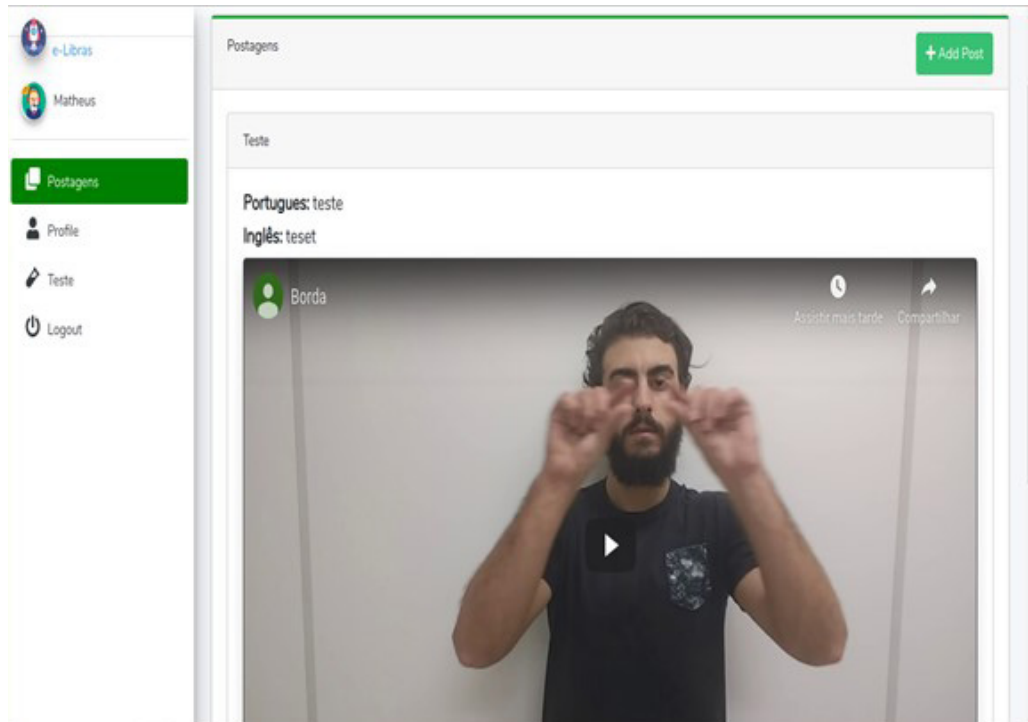 e-Libras
Matheus
Postagens
Profile
Teste
Logout
Postagens
+ Add Post
Teste
Portugues: teste
Inglês: teset
Borda
Assistir mais tarde
Compartilhar